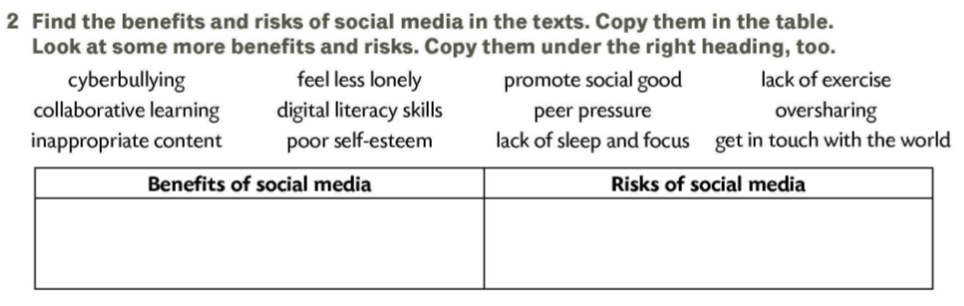 2 Find the benefits and risks of social media in the texts. Copy them in the table.
Look at some more benefits and risks. Copy them under the right heading, too.
cyberbullying feel less lonely promote social good lack of exercise
collaborative learning digital literacy skills peer pressure oversharing
inappropriate content poor self-esteem lack of sleep and focus get in touch with the world
Benefits of social media Risks of social media